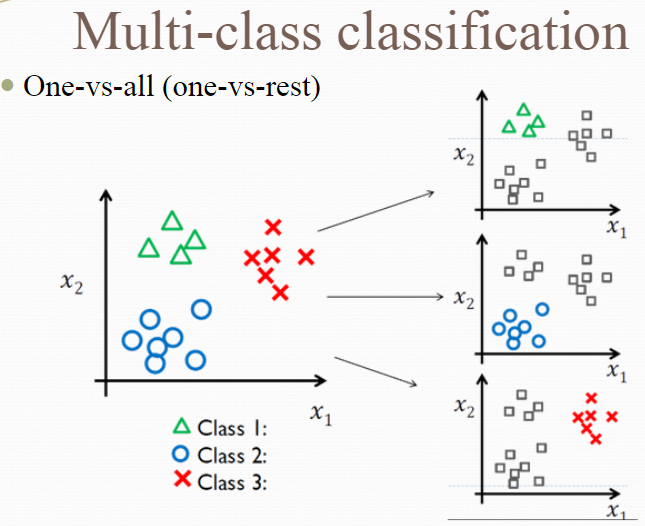 Multi-class classification
One-vs-all (one-vs-rest)
x₂
x₁
Class 1:
Class 2:
Class 3:
x₂
x₁
x₂
x₁
x₂
x₁